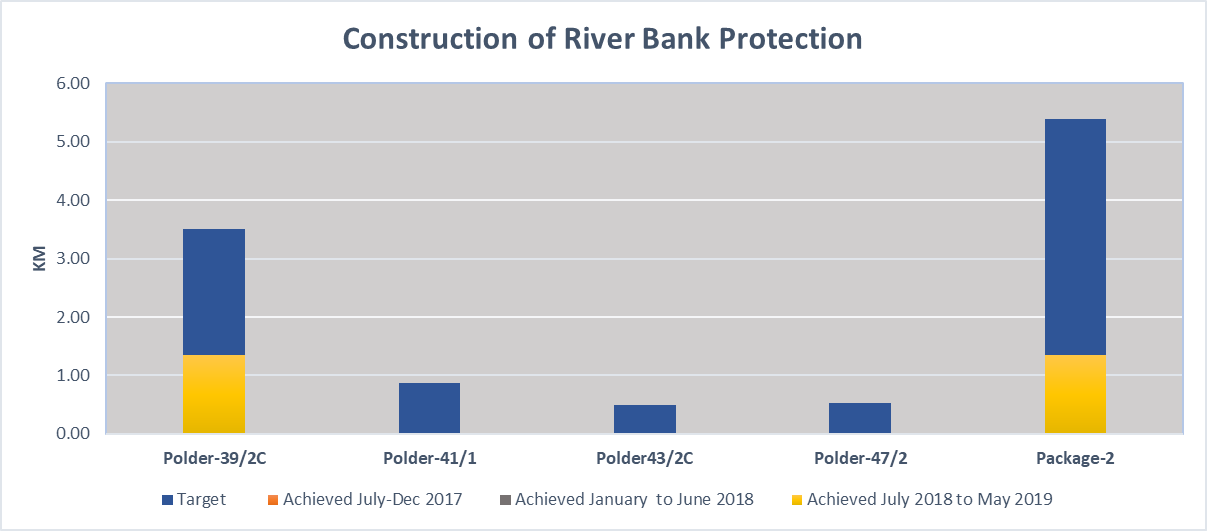 Construction of River Bank Protection
6.00
5.00
4.00
3.00
2.00
1.00
0.00
KM
Polder-39/2C Polder-41/1 Polder43/2C Polder-47/2 Package-2
Target Achieved July-Dec 2017 Achieved January to June 2018 Achieved July 2018 to May 2019